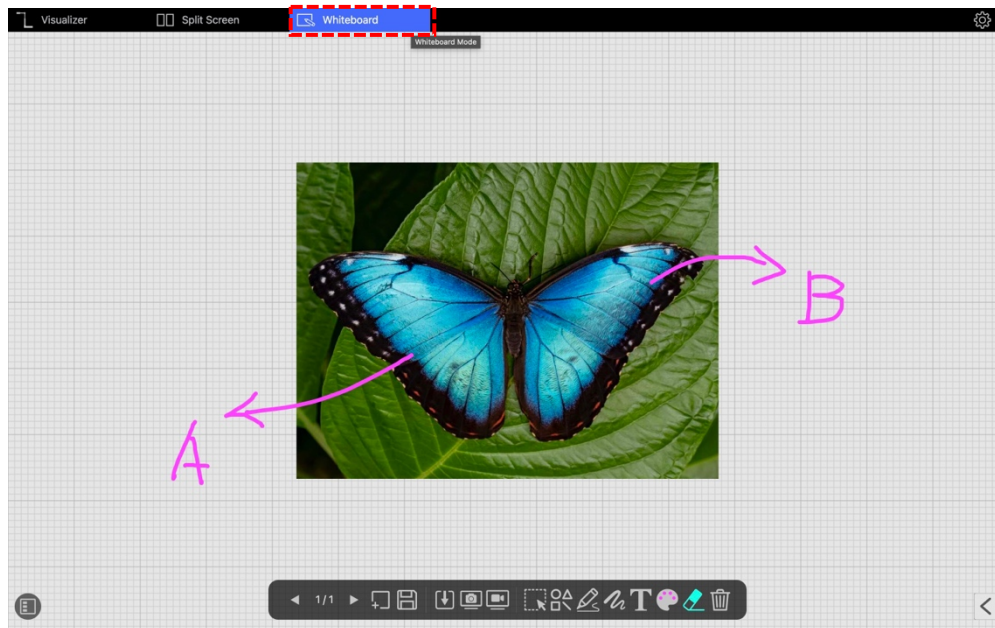 Visualizer
Split Screen
Whiteboard
Whiteboard Mode
B
A
1/1
T